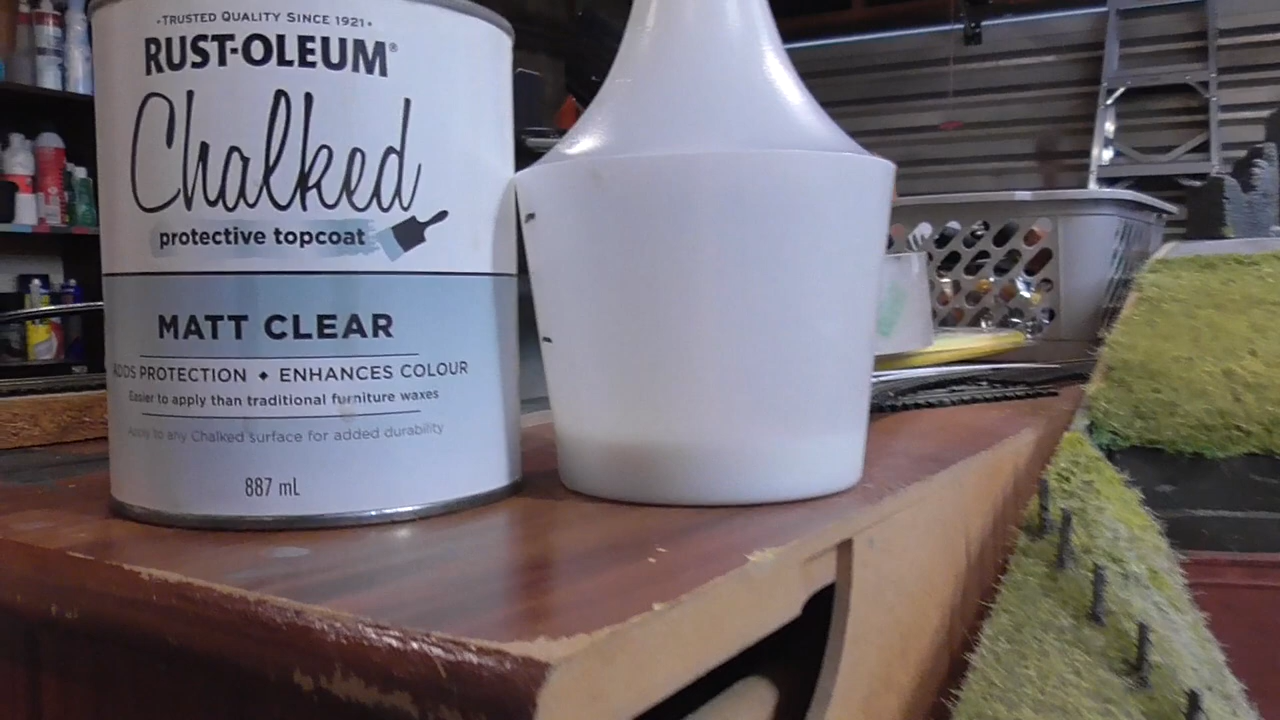 ·TRUSTED QUALITY SINCE 1921·
RUST-OLEUM®
Chalked
protective topcoat
MATT CLEAR
ADDS PROTECTION ♦ ENHANCES COLOUR
Easier to apply than traditional furniture waxes
Apply to any Chalked surface for added durability
887 mL